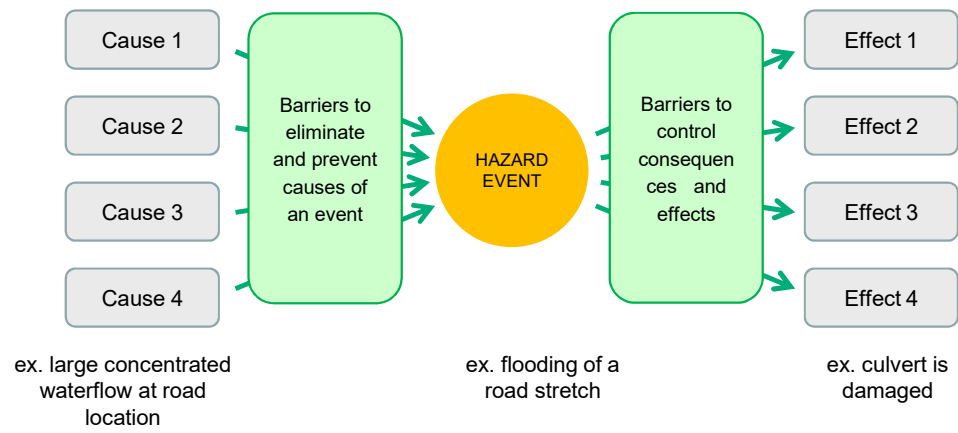 Cause 1
Cause 2
Cause 3
Cause 4
Barriers to
eliminate
and prevent
causes of
an event
HAZARD
EVENT
Barriers to
control
consequen
ces and
effects
Effect 1
Effect 2
Effect 3
Effect 4
ex. large concentrated
waterflow at road
location
ex. flooding of a
road stretch
ex. culvert is
damaged